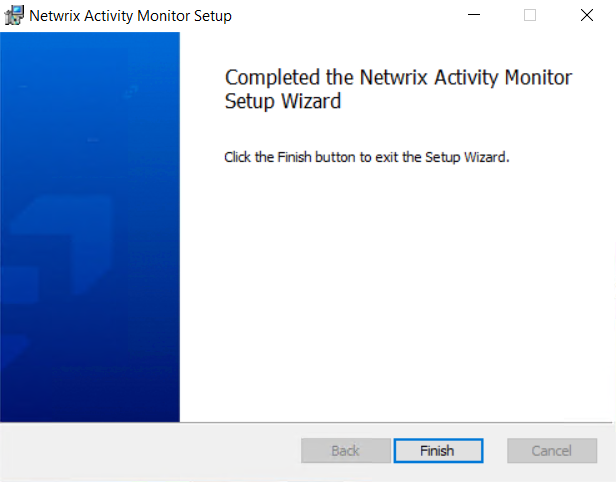 Netwrix Activity Monitor Setup
Completed the Netwrix Activity Monitor
Setup Wizard
Click the Finish button to exit the Setup Wizard.
Back
Finish
Cancel